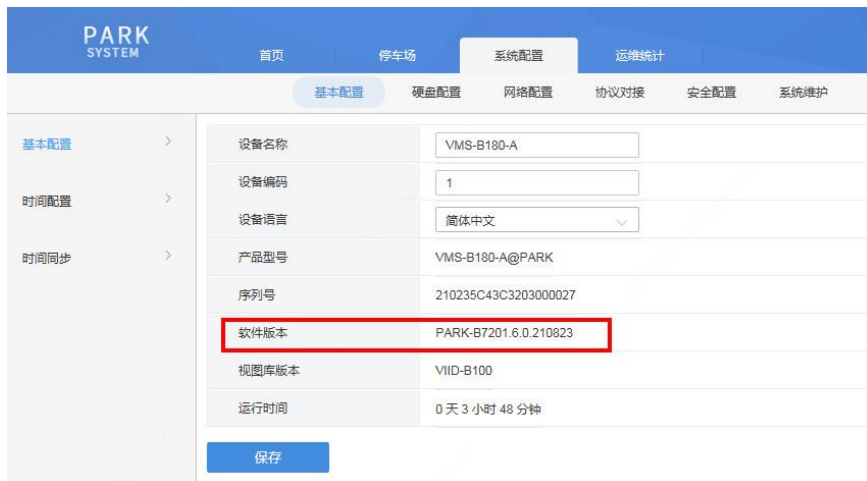 PARK
SYSTEM
首页 停车场 系统配置 运维统计
基本配置 硬盘配置 网络配置 协议对接 安全配置 系统维护
基本配置
时间配置
时间同步
设备名称 VMS-B180-A
设备编码 1
设备语言 简体中文
产品型号 VMS-B180-A@PARK
序列号 210235C43C3203000027
软件版本 PARK-B7201.6.0.210823
视图库版本 VIID-B100
运行时间 0 天 3 小时 48 分钟
保存